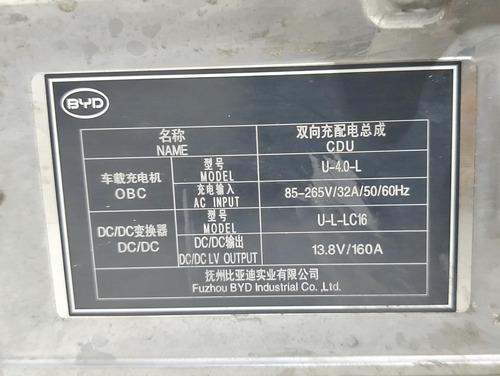 BYD
名称
NAME
双向充配电总成
CDU
车载充电机
OBC
型号
MODEL
U-4.0-L
充电输入
AC INPUT
85-265V/32A/50/60Hz
DC/DC变换器
DC/DC
型号
MODEL
U-L-LC16
DC/DC输出
DC/DC LV OUTPUT
13.8V/160A
抚州比亚迪实业有限公司
Fuzhou BYD Industrial Co.,Ltd.